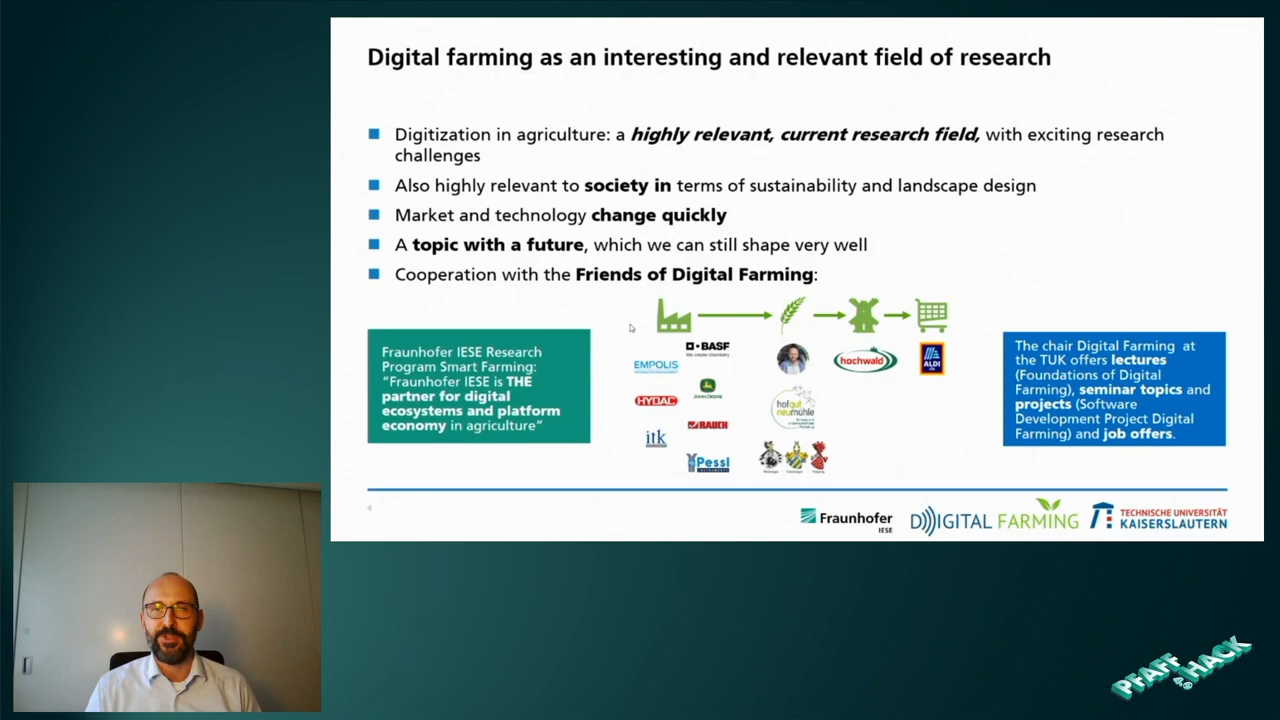 Digital farming as an interesting and relevant field of research
Digitization in agriculture: a highly relevant, current research field, with exciting research
challenges
Also highly relevant to society in terms of sustainability and landscape design
Market and technology change quickly
A topic with a future, which we can still shape very well
Cooperation with the Friends of Digital Farming:
Fraunhofer IESE Research
Program Smart Farming:
"Fraunhofer IESE is THE
partner for digital
ecosystems and platform
economy in agriculture"
BASF
We create chemistry
EMPOLIS
JOHN DEERE
HYDAC
RAUCH
itk
Pessl
INSTRUMENTS
hofgut
neumühle
hochwald
ALDI
The chair Digital Farming at
the TUK offers lectures
(Foundations of Digital
Farming), seminar topics and
projects (Software
Development Project Digital
Farming) and job offers.
4
Fraunhofer
IESE
DIGITAL FARMING
TECHNISCHE UNIVERSITÄT
KAISERSLAUTERN
PFAFF
HACK